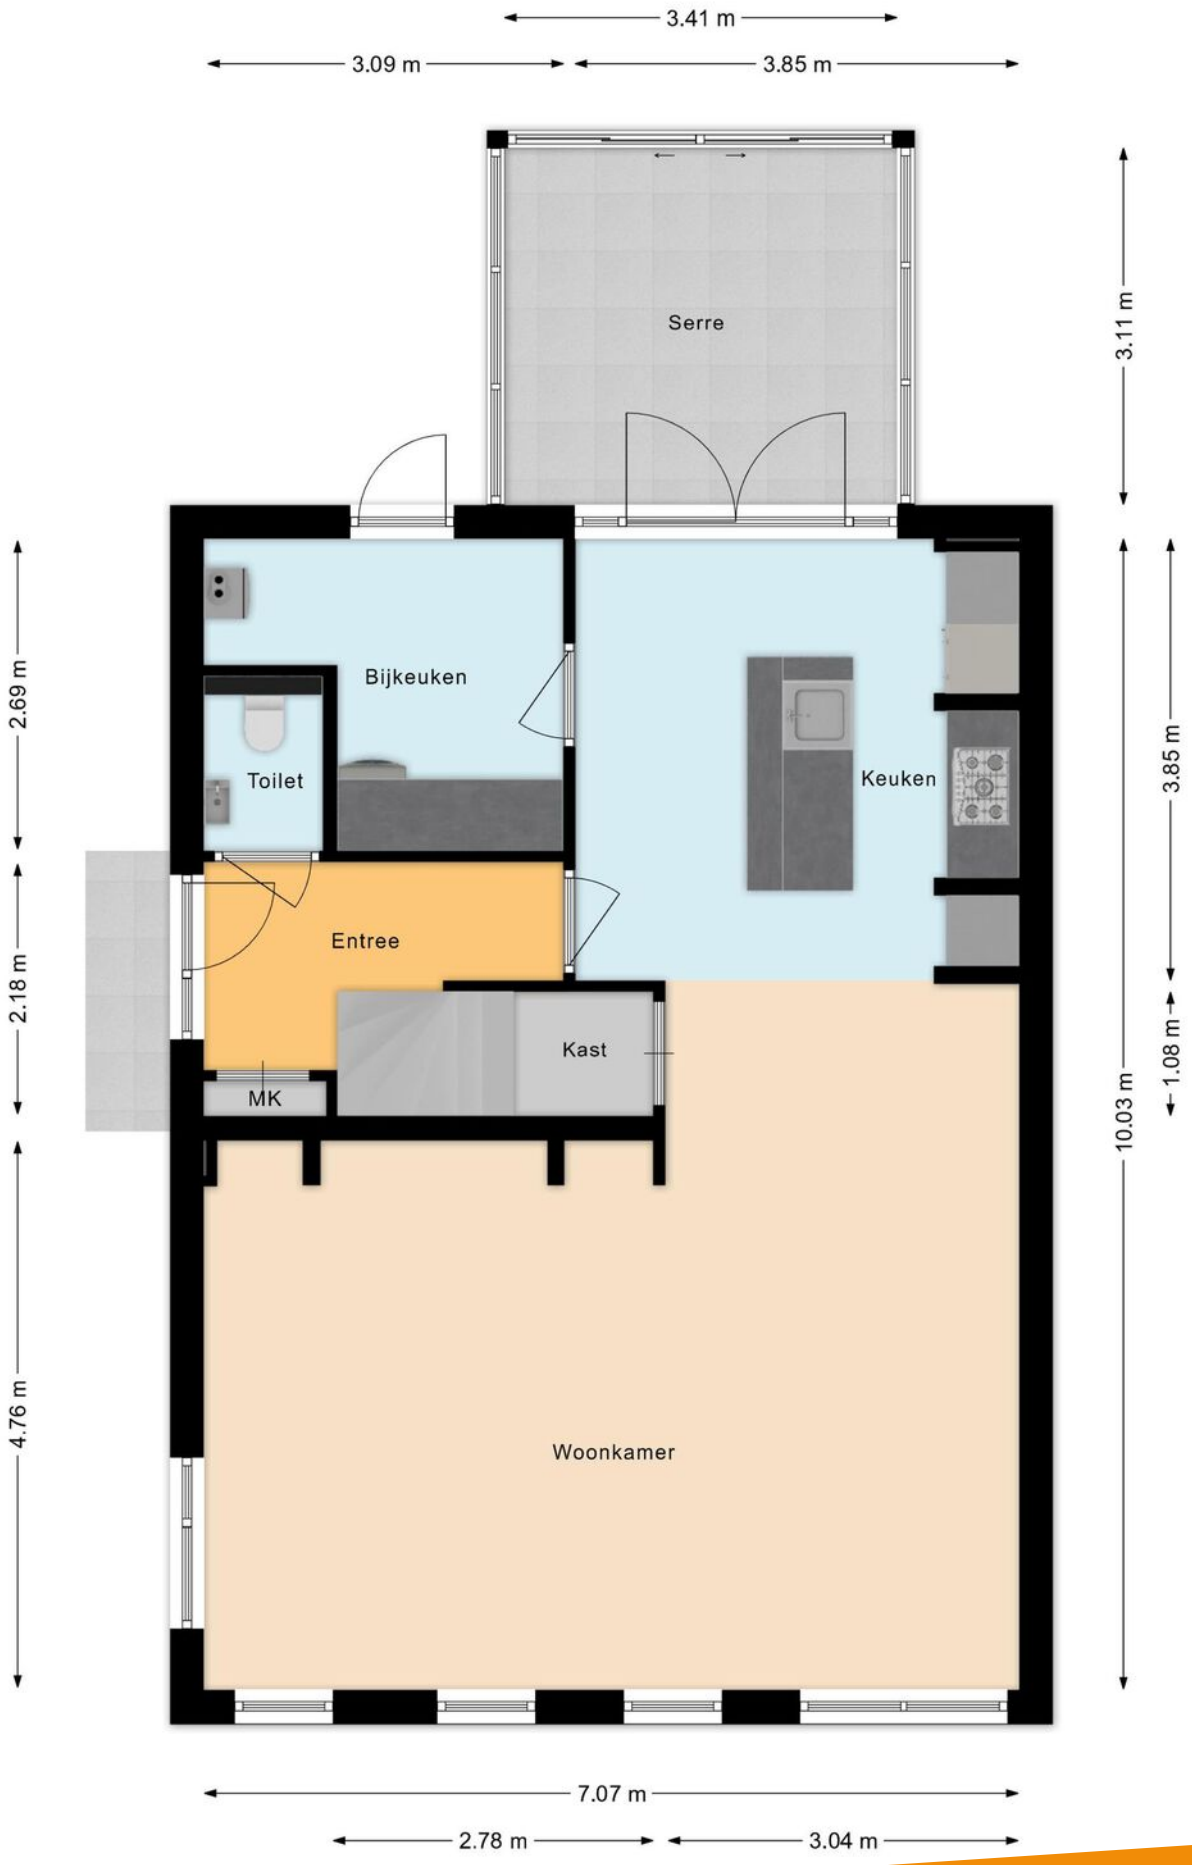 3.41 m
3.09 m
3.85 m
3.11 m
Serre
2.69 m
Bijkeuken
Toilet
Keuken
3.85 m
Entree
2.18 m
Kast
1.08 m
MK
10.03 m
4.76 m
Woonkamer
7.07 m
2.78 m
3.04 m